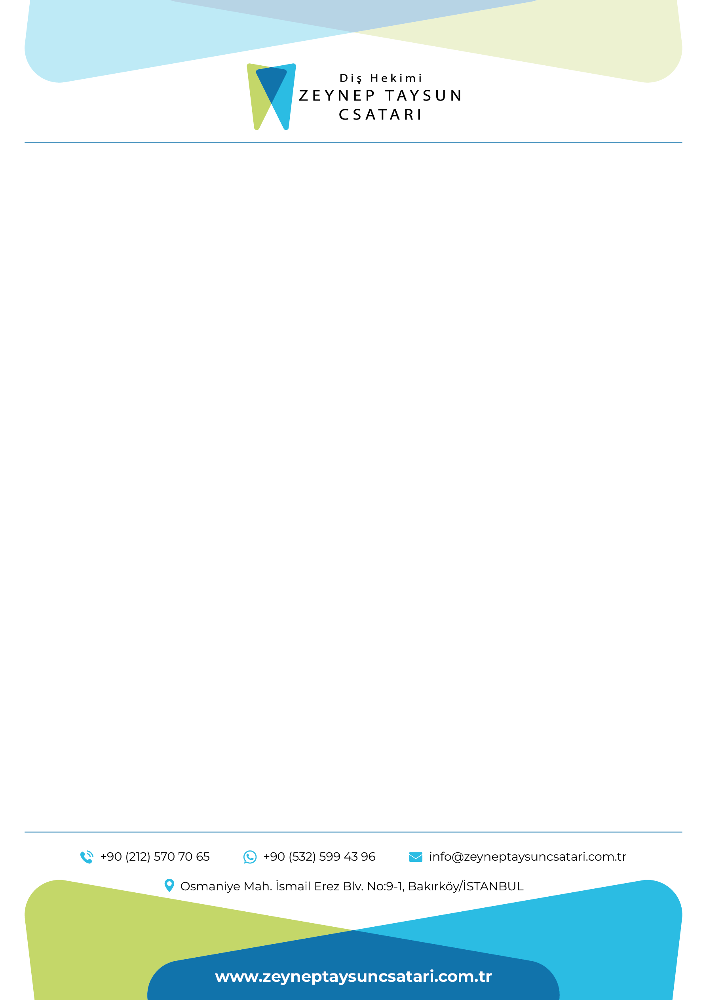 Diş Hekimi
ZEYNEP TAYSUN
CSATARI
+90 (212) 570 70 65
+90 (532) 599 43 96
info@zeyneptaysuncsatari.com.tr
Osmaniye Mah. İsmail Erez Blv. No:9-1, Bakırköy/İSTANBUL
www.zeyneptaysuncsatari.com.tr